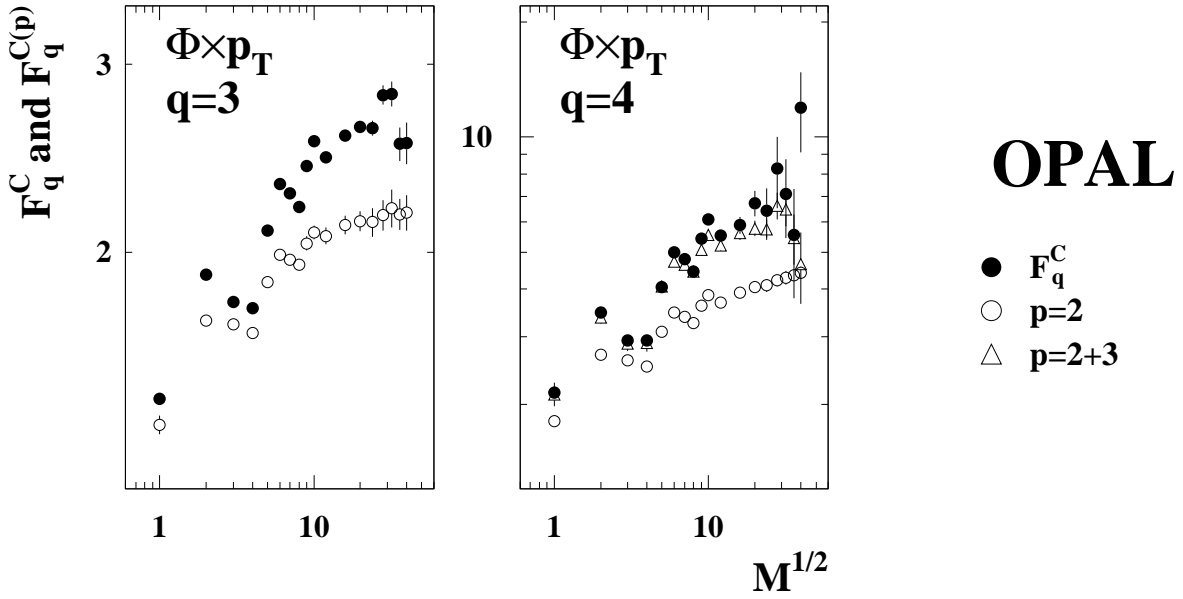 F_q^C and F_q^{C(p)}
3
2
Φ×p_T
q=3
1
10
10
Φ×p_T
q=4
1
10
M^{1/2}
OPAL
F_q^C
p=2
p=2+3